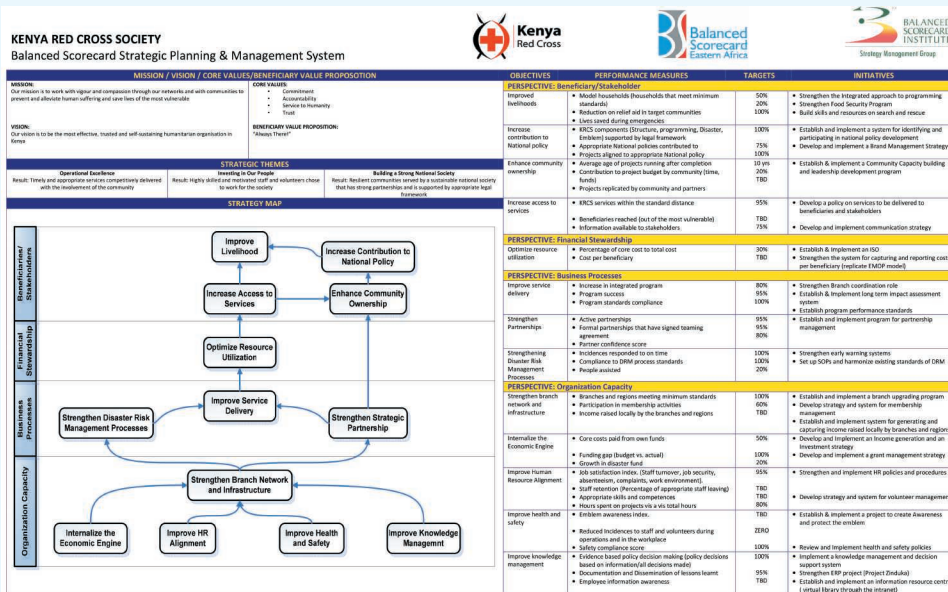 KENYA RED CROSS SOCIETY
Balanced Scorecard Strategic Planning & Management System
Kenya
Red Cross
Balanced
Scorecard
Eastern Africa
BALANCED
SCORECARD
INSTITUTE
Strategy Management Group
MISSION / VISION / CORE VALUES/BENEFICIARY VALUE PROPOSOTION
MISSION:
Our mission is to work with vigour and compassion through our networks and with communities to
prevent and alleviate human suffering and save lives of the most vulnerable
VISION:
Our vision is to be the most effective, trusted and self-sustaining humanitarian organisation in
Kenya
CORE VALUES:
• Commitment
• Accountability
• Service to Humanity
• Trust
BENEFICIARY VALUE PROPOSITION:
"Always There!"
STRATEGIC THEMES
Operational Excellence
Result: Timely and appropriate services competitively delivered
with the involvement of the community
Investing in Our People
Result: Highly skilled and motivated staff and volunteers chose
to work for the society
Building a Strong National Society
Result: Resilient communities served by a sustainable national society
that has strong partnerships and is supported by appropriate legal
framework
STRATEGY MAP
Beneficiaries/
Stakeholders
Improve
Livelihood
Increase Contribution to
National Policy
Increase Access to
Services
Enhance Community
Ownership
Financial
Stewardship
Optimize Resource
Utilization
Business
Processes
Improve Service
Delivery
Strengthen Disaster Risk
Management Processes
Strengthen Strategic
Partnership
Organization Capacity
Strengthen Branch Network
and Infrastructure
Internalize the
Economic Engine
Improve HR
Alignment
Improve Health
and Safety
Improve Knowledge
Managemnt
OBJECTIVES PERFORMANCE MEASURES TARGETS INITIATIVES
PERSPECTIVE: Beneficiary/Stakeholder
Improved
livelihoods
• Model households (households that meet minimum
standards)
• Reduction on relief aid in target communities
• Lives saved during emergencies
50%
20%
100%
• Strengthen the Integrated approach to programming
• Strengthen Food Security Program
• Build skills and resources on search and rescue
Increase
contribution to
National policy
• KRCS components (Structure, programming, Disaster,
Emblem) supported by legal framework
• Appropriate National policies contributed to
• Projects aligned to appropriate National policy
100%
75%
100%
• Establish and implement a system for identifying and
participating in national policy development
• Develop and implement a Brand Management Strategy
Enhance community
ownership
• Average age of projects running after completion
• Contribution to project budget by community (time,
funds)
• Projects replicated by community and partners
10 yrs
20%
TBD
• Establish & implement a Community Capacity building
and leadership development program
Increase access to
services
• KRCS services within the standard distance
• Beneficiaries reached (out of the most vulnerable)
• Information available to stakeholders
95%
TBD
75%
• Develop a policy on services to be delivered to
beneficiaries and stakeholders
• Develop and implement communication strategy
PERSPECTIVE: Financial Stewardship
Optimize resource
utilization
• Percentage of core cost to total cost
• Cost per beneficiary
30%
TBD
• Establish & Implement an ISO
• Strengthen the system for capturing and reporting costs
per beneficiary (replicate EMOP model)
PERSPECTIVE: Business Processes
Improve service
delivery
• Increase in integrated program
• Program success
• Program standards compliance
80%
95%
100%
• Strengthen Branch coordination role
• Establish & Implement long term impact assessment
system
• Establish program performance standards
Strengthen
Partnerships
• Active partnerships
• Formal partnerships that have signed teaming
agreement
• Partner confidence score
95%
95%
80%
• Establish and implement program for partnership
management
Strengthening
Disaster Risk
Management
Processes
• Incidences responded to on time
• Compliance to DRM process standards
• People assisted
100%
100%
20%
• Strengthen early warning systems
• Set up SOPs and harmonize existing standards of DRM
PERSPECTIVE: Organization Capacity
Strengthen branch
network and
infrastructure
• Branches and regions meeting minimum standards
• Participation in membership activities
• Income raised locally by the branches and regions
100%
60%
TBD
• Establish and implement a branch upgrading program
• Develop strategy and system for membership
management
• Establish and implement system for generating and
capturing income raised locally by branches and regions
Internalize the
Economic Engine
• Core costs paid from own funds
• Funding gap (budget vs. actual)
• Growth in disaster fund
50%
100%
20%
• Develop and Implement an Income generation and an
Investment strategy
• Develop and implement a grant management strategy
Improve Human
Resource Alignment
• Job satisfaction index. (Staff turnover, job security,
absenteeism, complaints, work environment).
• Staff retention (Percentage of appropriate staff leaving)
• Appropriate skills and competences
• Hours spent on projects vis a vis total hours
95%
TBD
TBD
80%
• Strengthen and implement HR policies and procedures
• Develop strategy and system for volunteer management
Improve health and
safety
• Emblem awareness index.
• Reduced Incidences to staff and volunteers during
operations and in the workplace
• Safety compliance score
TBD
ZERO
100%
• Establish & implement a project to create Awareness
and protect the emblem
• Review and Implement health and safety policies
Improve knowledge
management
• Evidence based policy decision making (policy decisions
based on information/all decisions made)
• Documentation and Dissemination of lessons learnt
• Employee information awareness
100%
95%
TBD
• Implement a knowledge management and decision
support system
• Strengthen ERP project (Project Zinduka)
• Establish and implement an information resource centre
( virtual library through the intranet)